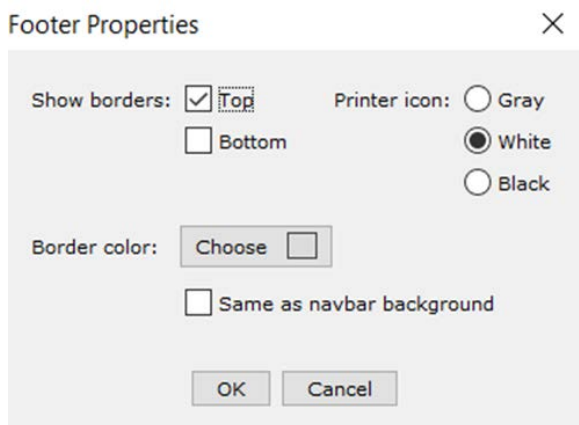 Footer Properties
Show borders: Top Printer icon: Gray
Bottom White
Black
Border color: Choose
Same as navbar background
OK Cancel